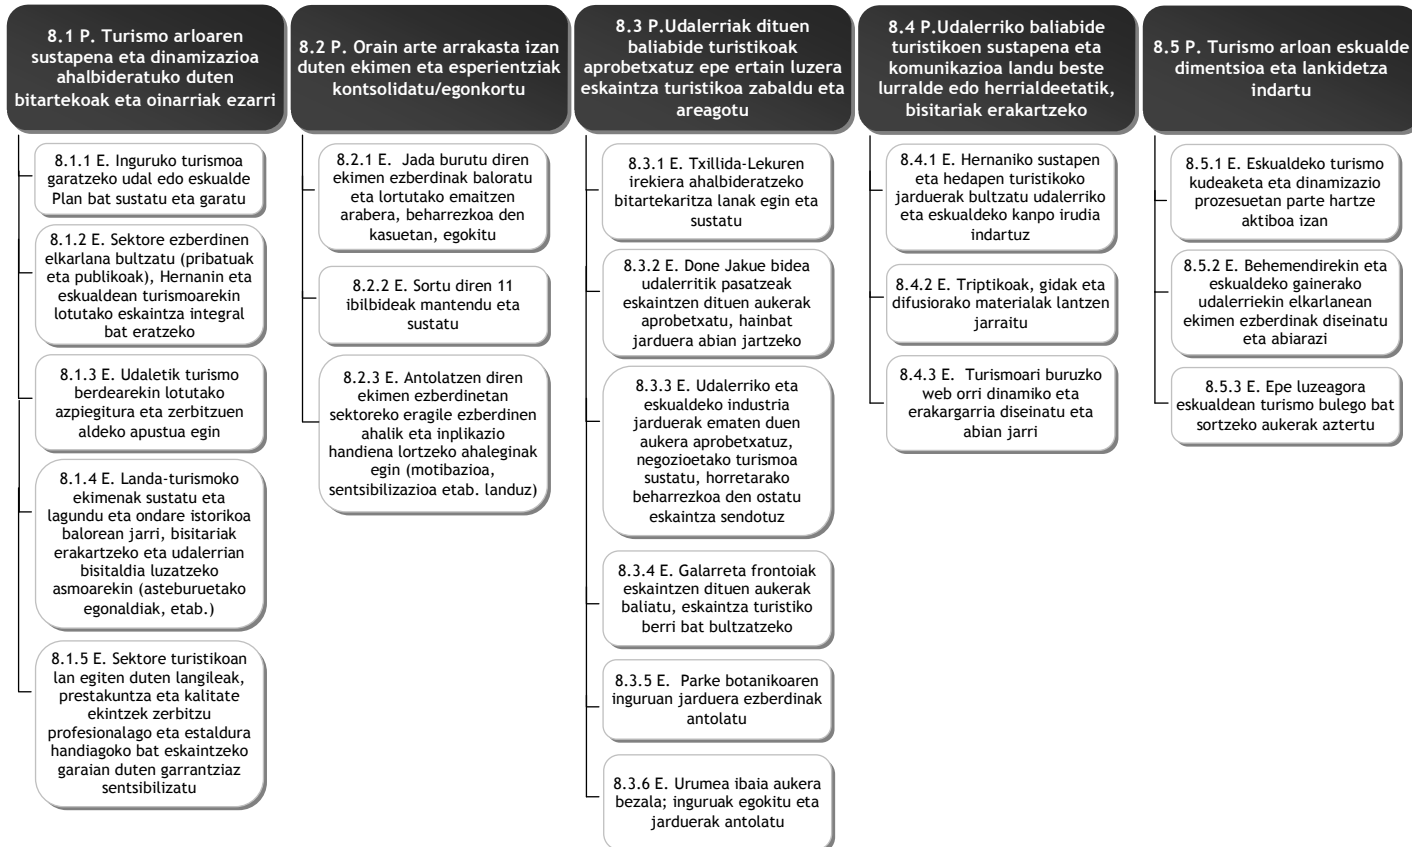 8.1 P. Turismo arloaren
sustapena eta dinamizazioa
ahalbideratuko duten
bitartekoak eta oinarriak ezarri
8.1.1 E. Inguruko turismoa
garatzeko udal edo eskualde
Plan bat sustatu eta garatu
8.1.2 E. Sektore ezberdinen
elkarlana bultzatu (pribatuak
eta publikoak), Hernanin eta
eskualdean turismoarekin
lotutako eskaintza integral
bat eratzeko
8.1.3 E. Udaletik turismo
berdearekin lotutako
azpiegitura eta zerbitzuen
aldeko apustua egin
8.1.4 E. Landa-turismoko
ekimenak sustatu eta
lagundu eta ondare istorikoa
balorean jarri, bisitariak
erakartzeko eta udalerrian
bisitaldia luzatzeko
asmoarekin (asteburuetako
egonaldiak, etab.)
8.1.5 E. Sektore turistikoan
lan egiten duten langileak,
prestakuntza eta kalitate
ekintzek zerbitzu
profesionalago eta estaldura
handiagoko bat eskaintzeko
garaian duten garrantziaz
sentsibilizatu
8.2 P. Orain arte arrakasta izan
duten ekimen eta esperientziak
kontsolidatu/egonkortu
8.2.1 E. Jada burutu diren
ekimen ezberdinak baloratu
eta lortutako emaitzen
arabera, beharrezkoa den
kasuetan, egokitu
8.2.2 E. Sortu diren 11
ibilbideak mantendu eta
sustatu
8.2.3 E. Antolatzen diren
ekimen ezberdinetan
sektoreko eragile ezberdinen
ahalik eta inplikazio
handiena lortzeko ahaleginak
egin (motibazioa,
sentsibilizazioa etab. landuz)
8.3 P.Udalerriak dituen
baliabide turistikoak
aprobetxatuz epe ertain luzera
eskaintza turistikoa zabaldu eta
areagotu
8.3.1 E. Txillida-Lekuren
irekiera ahalbideratzeko
bitartekaritza lanak egin eta
sustatu
8.3.2 E. Done Jakue bidea
udalerritik pasatzeak
eskaintzen dituen aukerak
aprobetxatu, hainbat
jarduera abian jartzeko
8.3.3 E. Udalerriko eta
eskualdeko industria
jarduerak ematen duen
aukera aprobetxatuz,
negozioetako turismoa
sustatu, horretarako
beharrezkoa den ostatu
eskaintza sendotuz
8.3.4 E. Galarreta frontoiak
eskaintzen dituen aukerak
baliatu, eskaintza turistiko
berri bat bultzatzeko
8.3.5 E. Parke botanikoaren
inguruan jarduera ezberdinak
antolatu
8.3.6 E. Urumea ibaia aukera
bezala; inguruak egokitu eta
jarduerak antolatu
8.4 P.Udalerriko baliabide
turistikoen sustapena eta
komunikazioa landu beste
lurralde edo herrialdeetatik,
bisitariak erakartzeko
8.4.1 E. Hernaniko sustapen
eta hedapen turistikoko
jarduerak bultzatu udalerriko
eta eskualdeko kanpo irudia
indartuz
8.4.2 E. Triptikoak, gidak eta
difusiorako materialak lantzen
jarraitu
8.4.3 E. Turismoari buruzko
web orri dinamiko eta
erakargarria diseinatu eta
abian jarri
8.5 P. Turismo arloan eskualde
dimentsioa eta lankidetza
indartu
8.5.1 E. Eskualdeko turismo
kudeaketa eta dinamizazio
prozesuetan parte hartze
aktiboa izan
8.5.2 E. Behemendirekin eta
eskualdeko gainerako
udalerriekin elkarlanean
ekimen ezberdinak diseinatu
eta abiarazi
8.5.3 E. Epe luzeagora
eskualdean turismo bulego bat
sortzeko aukerak aztertu